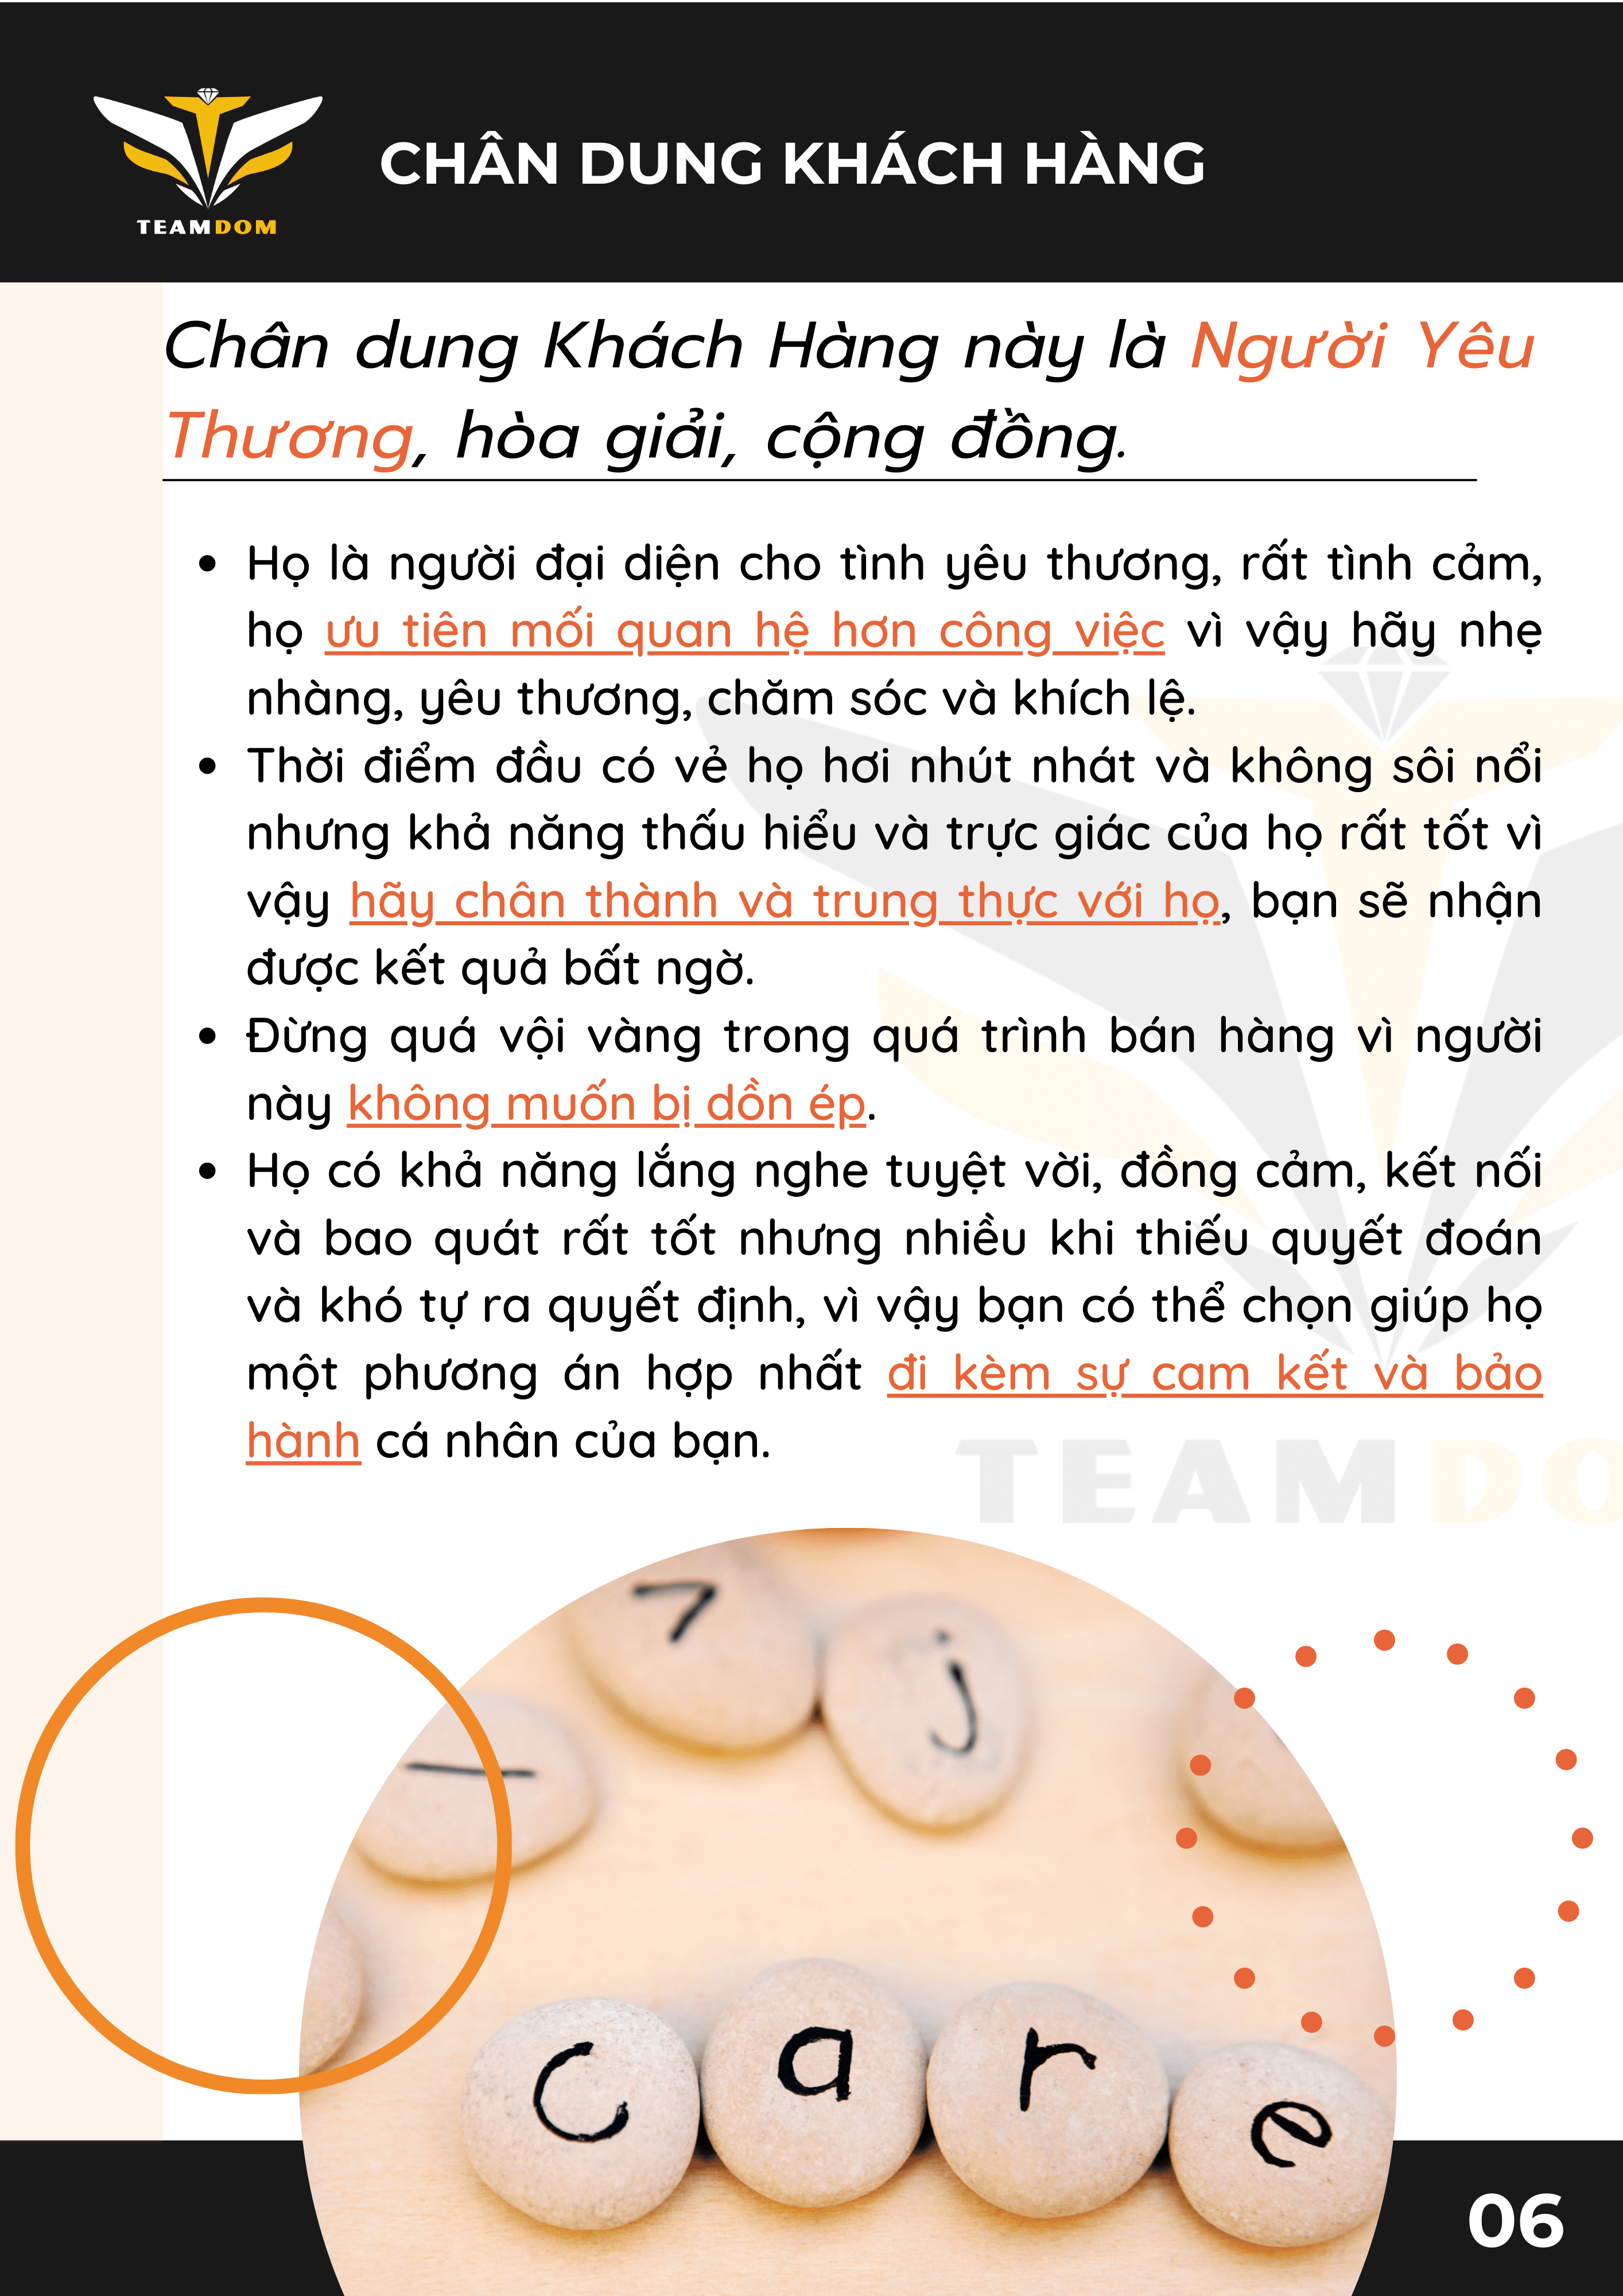 TEAMDOM
CHÂN DUNG KHÁCH HÀNG
Chân dung Khách Hàng này là Người Yêu
Thương, hòa giải, cộng đồng.
• Họ là người đại diện cho tình yêu thương, rất tình cảm,
họ ưu tiên mối quan hệ hơn công việc vì vậy hãy nhẹ
nhàng, yêu thương, chăm sóc và khích lệ.
• Thời điểm đầu có vẻ họ hơi nhút nhát và không sôi nổi
nhưng khả năng thấu hiểu và trực giác của họ rất tốt vì
vậy hãy chân thành và trung thực với họ, bạn sẽ nhận
được kết quả bất ngờ.
• Đừng quá vội vàng trong quá trình bán hàng vì người
này không muốn bị dồn ép.
• Họ có khả năng lắng nghe tuyệt vời, đồng cảm, kết nối
và bao quát rất tốt nhưng nhiều khi thiếu quyết đoán
và khó tự ra quyết định, vì vậy bạn có thể chọn giúp họ
một phương án hợp nhất đi kèm sự cam kết và bảo
hành cá nhân của bạn.
TEAMDO
j
care
06